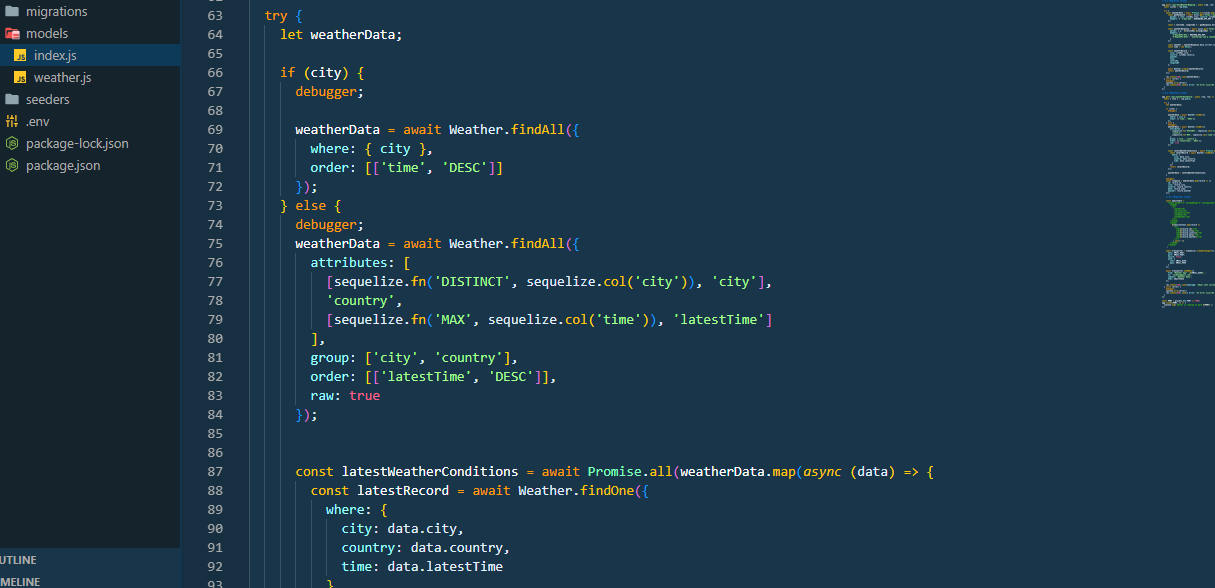 migrations
models
JS index.js
JS weather.js
seeders
.env
package-lock.json
package.json
UTLINE
MELINE
63 try {
64 let weatherData;
65
66 if (city) {
67 debugger;
68
69 weatherData = await Weather.findAll({
70 where: { city },
71 order: [['time', 'DESC']]
72 });
73 } else {
74 debugger;
75 weatherData = await Weather.findAll({
76 attributes: [
77 [sequelize.fn('DISTINCT', sequelize.col('city')), 'city'],
78 'country',
79 [sequelize.fn('MAX', sequelize.col('time')), 'latestTime']
80 ],
81 group: ['city', 'country'],
82 order: [['latestTime', 'DESC']],
83 raw: true
84 });
85
86
87 const latestWeatherConditions = await Promise.all(weatherData.map(async (data) => {
88 const latestRecord = await Weather.findOne({
89 where: {
90 city: data.city,
91 country: data.country,
92 time: data.latestTime
93 }